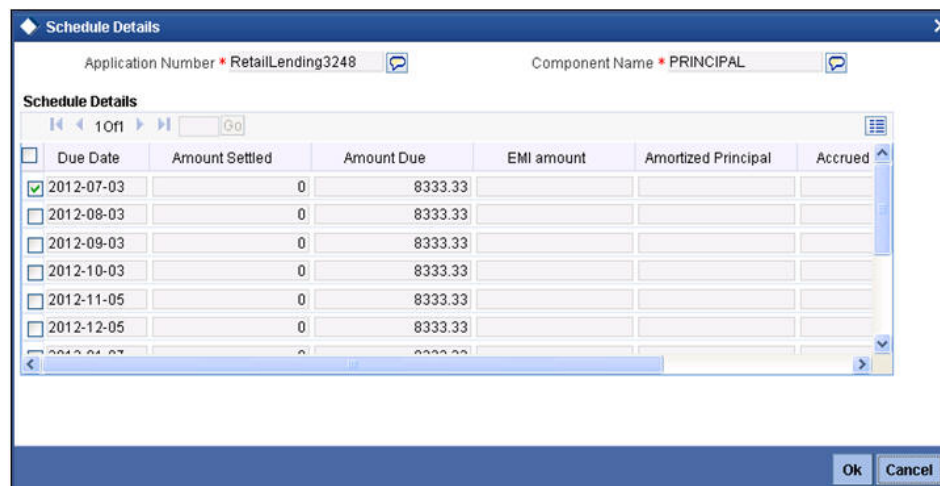 Schedule Details
Application Number * RetailLending3248 Component Name * PRINCIPAL
Schedule Details
1Of1 Go
Due Date Amount Settled Amount Due EMI amount Amortized Principal Accrued
2012-07-03 0 8333.33
2012-08-03 0 8333.33
2012-09-03 0 8333.33
2012-10-03 0 8333.33
2012-11-05 0 8333.33
2012-12-05 0 8333.33
Ok Cancel